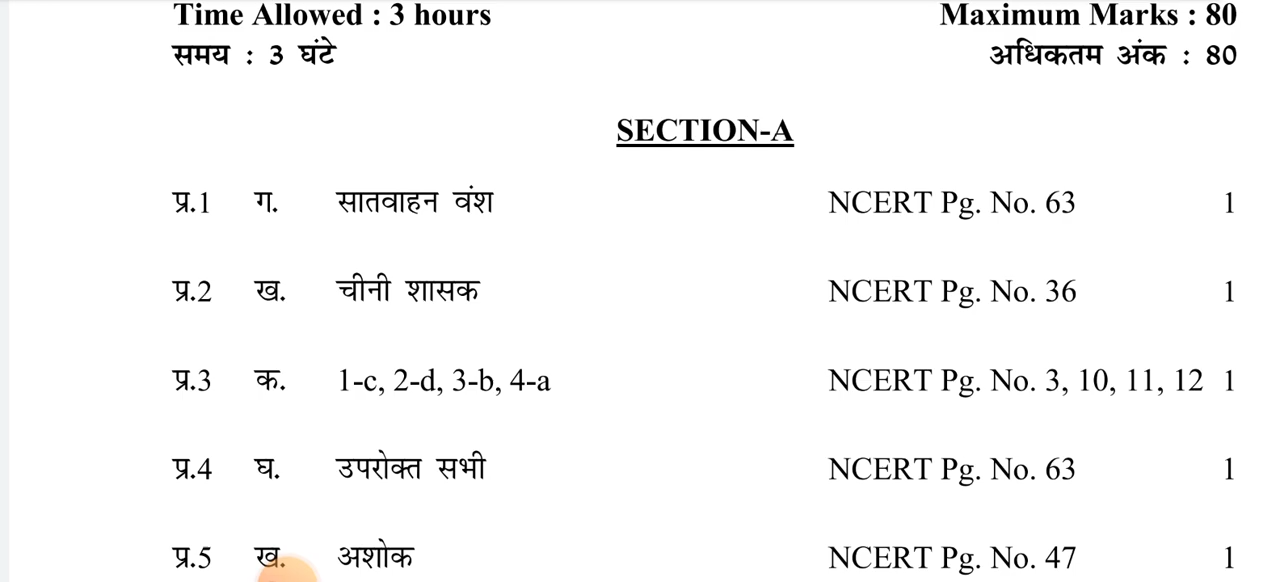 Time Allowed : 3 hours Maximum Marks : 80
समय : 3 घंटे अधिकतम अंक : 80
SECTION-A
प्र.1 ग. सातवाहन वंश NCERT Pg. No. 63 1
प्र.2 ख. चीनी शासक NCERT Pg. No. 36 1
प्र.3 क. 1-c, 2-d, 3-b, 4-a NCERT Pg. No. 3, 10, 11, 12 1
प्र.4 घ. उपरोक्त सभी NCERT Pg. No. 63 1
प्र.5 ख. अशोक NCERT Pg. No. 47 1